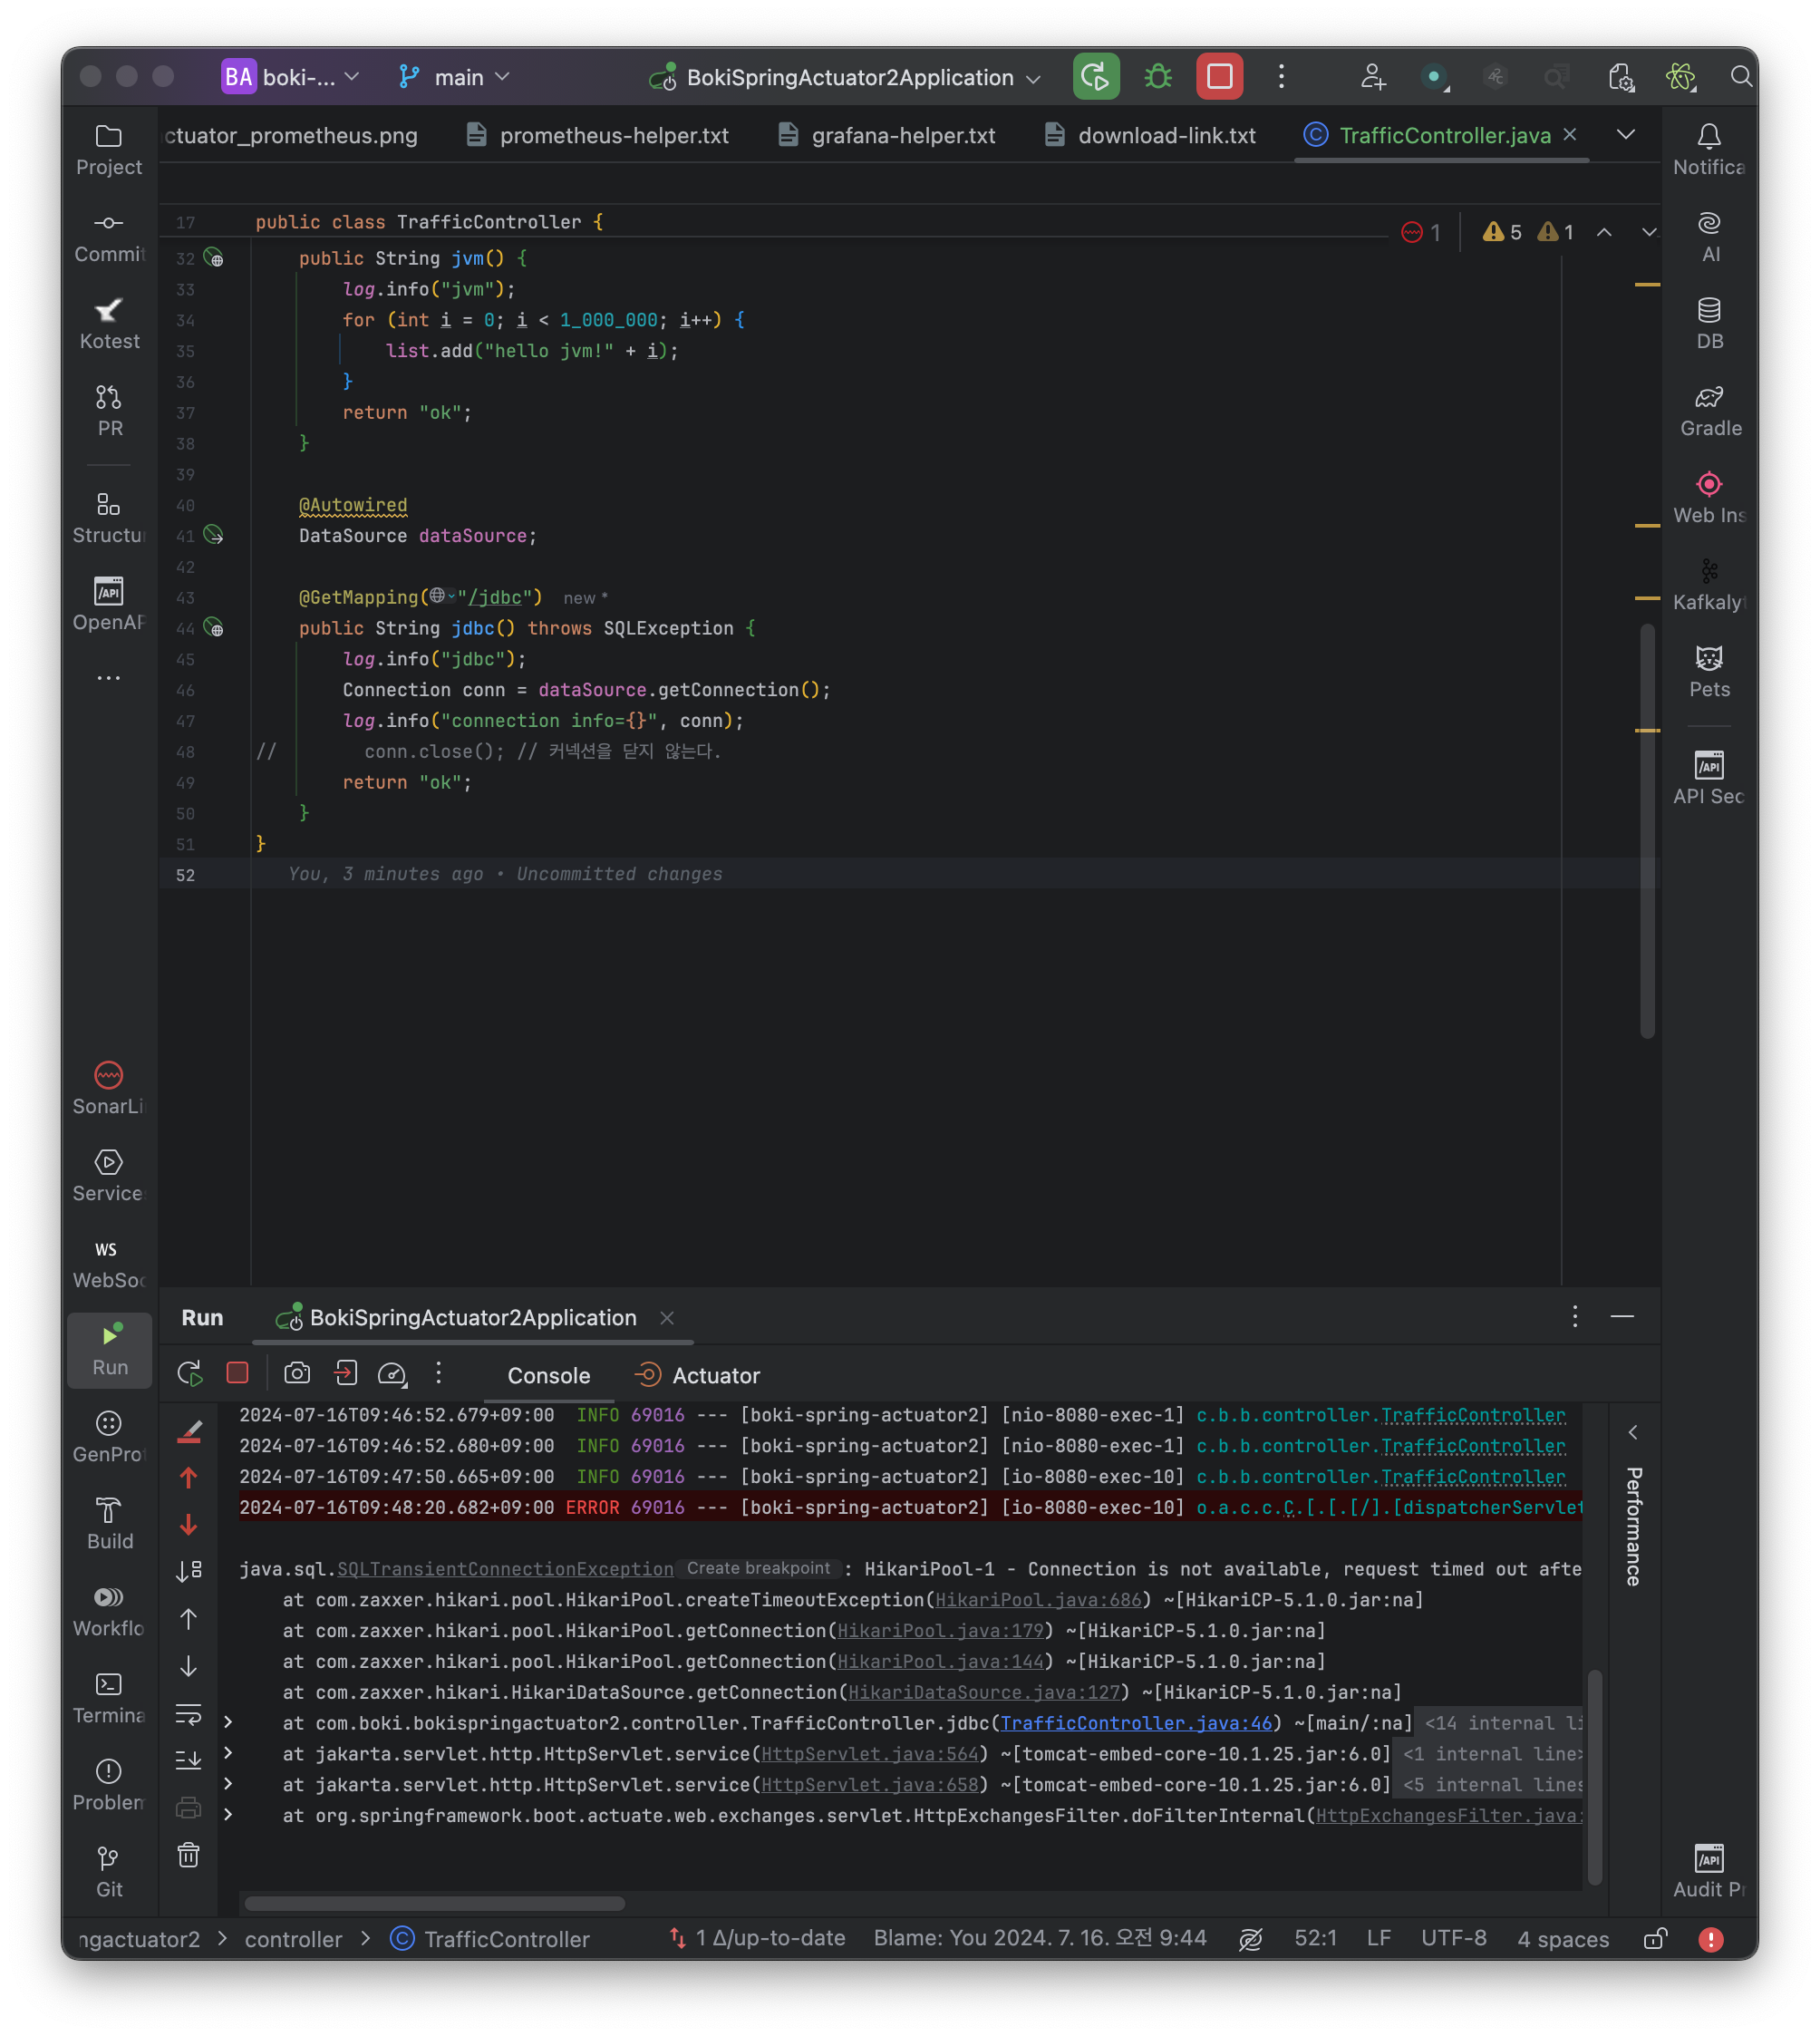 BA boki-... main BokiSpringActuator2Application
ctuator_prometheus.png prometheus-helper.txt grafana-helper.txt download-link.txt TrafficController.java
Project
Commit
Kotest
PR
Structu
OpenAP
SonarLi
Service
WS
WebSoc
Run
GenProt
Build
Workflo
Termina
Problem
Git
17 public class TrafficController {
1 5 1
32 public String jvm() {
33 log.info("jvm");
34 for (int i = 0; i < 1_000_000; i++) {
35 list.add("hello jvm!" + i);
36 }
37 return "ok";
38 }
39
40 @Autowired
41 DataSource dataSource;
42
43 @GetMapping("/jdbc") new *
44 public String jdbc() throws SQLException {
45 log.info("jdbc");
46 Connection conn = dataSource.getConnection();
47 log.info("connection info={}", conn);
48 // conn.close(); // 커넥션을 닫지 않는다.
49 return "ok";
50 }
51 }
52 You, 3 minutes ago • Uncommitted changes
Notifica
AI
DB
Gradle
Web Ins
Kafkaly
Pets
/API
API Sec
/API
Audit Pr
Run BokiSpringActuator2Application
Console Actuator
2024-07-16T09:46:52.679+09:00 INFO 69016 --- [boki-spring-actuator2] [nio-8080-exec-1] c.b.b.controller.TrafficController
2024-07-16T09:46:52.680+09:00 INFO 69016 --- [boki-spring-actuator2] [nio-8080-exec-1] c.b.b.controller.TrafficController
2024-07-16T09:47:50.665+09:00 INFO 69016 --- [boki-spring-actuator2] [io-8080-exec-10] c.b.b.controller.TrafficController
2024-07-16T09:48:20.682+09:00 ERROR 69016 --- [boki-spring-actuator2] [io-8080-exec-10] o.a.c.c.C.[.[.[/].[dispatcherServlet
java.sql.SQLTransientConnectionException Create breakpoint : HikariPool-1 - Connection is not available, request timed out afte
at com.zaxxer.hikari.pool.HikariPool.createTimeoutException(HikariPool.java:686) ~[HikariCP-5.1.0.jar:na]
at com.zaxxer.hikari.pool.HikariPool.getConnection(HikariPool.java:179) ~[HikariCP-5.1.0.jar:na]
at com.zaxxer.hikari.pool.HikariPool.getConnection(HikariPool.java:144) ~[HikariCP-5.1.0.jar:na]
at com.zaxxer.hikari.HikariDataSource.getConnection(HikariDataSource.java:127) ~[HikariCP-5.1.0.jar:na]
at com.boki.bokispringactuator2.controller.TrafficController.jdbc(TrafficController.java:46) ~[main/:na] <14 internal li
at jakarta.servlet.http.HttpServlet.service(HttpServlet.java:564) ~[tomcat-embed-core-10.1.25.jar:6.0] <1 internal line>
at jakarta.servlet.http.HttpServlet.service(HttpServlet.java:658) ~[tomcat-embed-core-10.1.25.jar:6.0] <5 internal lines
at org.springframework.boot.actuate.web.exchanges.servlet.HttpExchangesFilter.doFilterInternal(HttpExchangesFilter.java:
Performance
ngactuator2 > controller > TrafficController 1 Δ/up-to-date Blame: You 2024. 7. 16. 오전 9:44 52:1 LF UTF-8 4 spaces